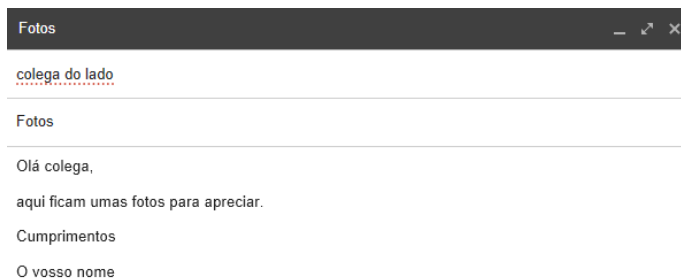 Fotos
colega do lado
Fotos
Olá colega,
aqui ficam umas fotos para apreciar.
Cumprimentos
O vosso nome